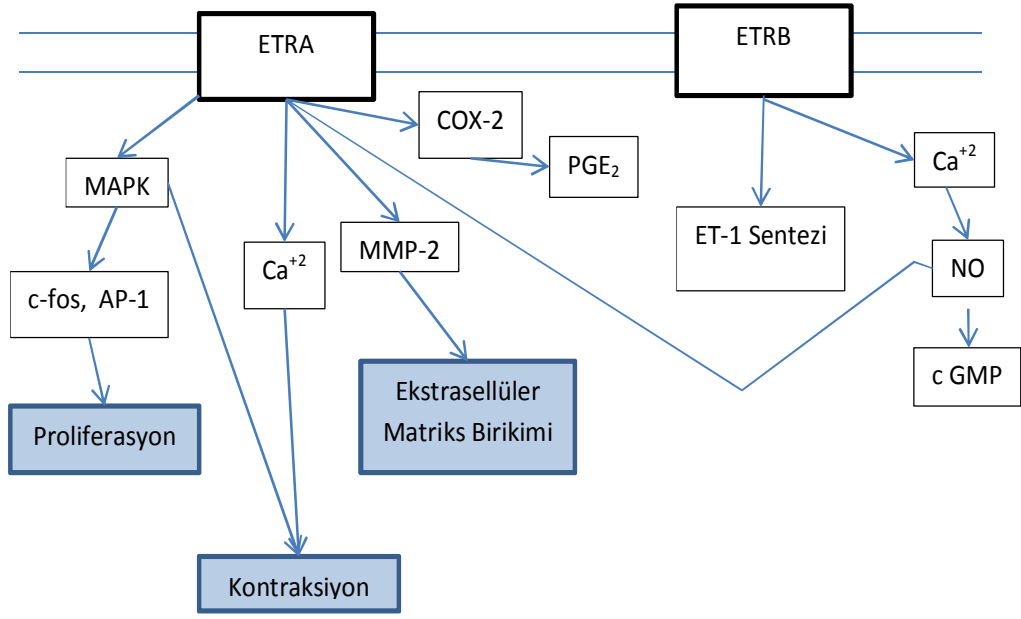 ETRA
ETRB
COX-2
PGE₂
MAPK
Ca⁺²
ET-1 Sentezi
Ca⁺²
MMP-2
NO
c-fos, AP-1
c GMP
Ekstrasellüler
Matriks Birikimi
Proliferasyon
Kontraksiyon